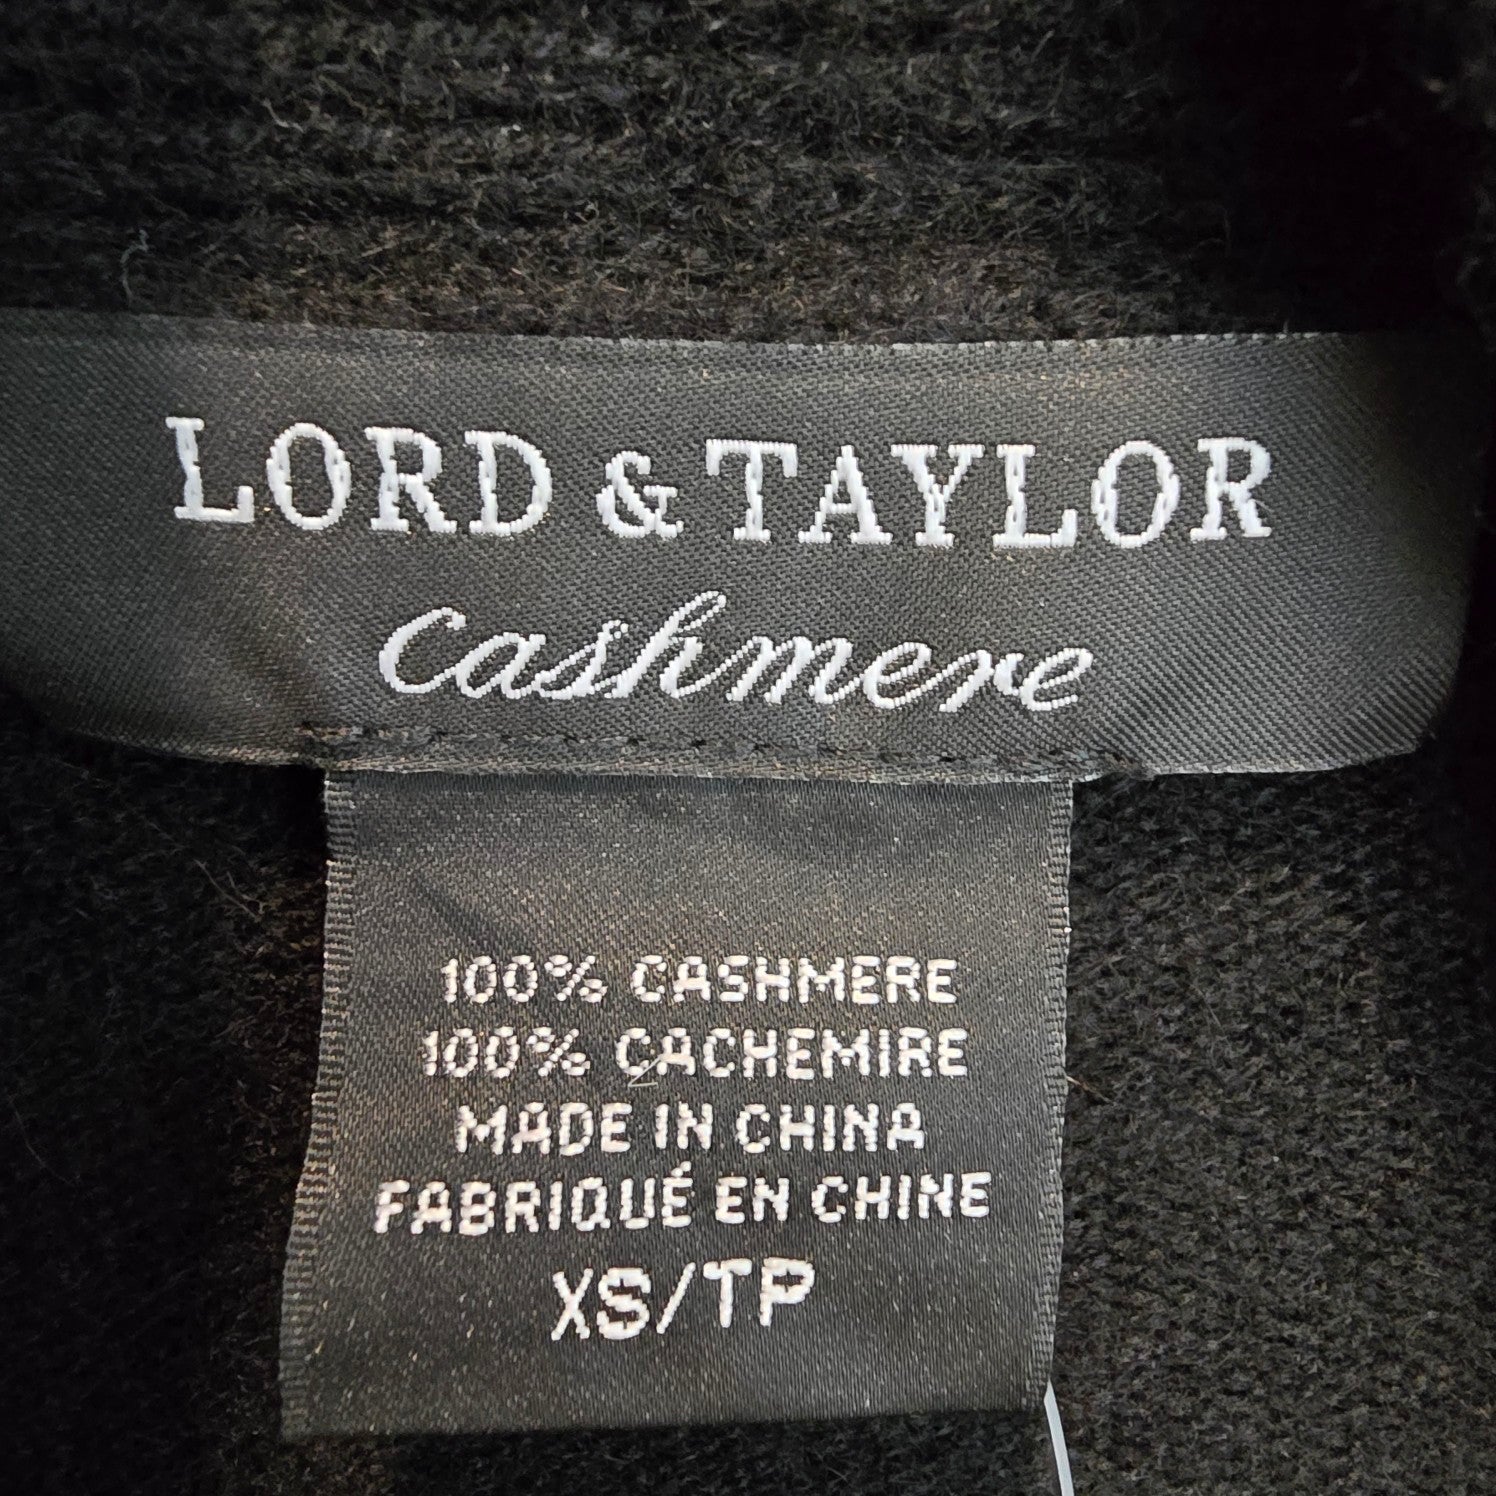 LORD & TAYLOR
cashmere
100% CASHMERE
100% CACHEMIRE
MADE IN CHINA
FABRIQUÉ EN CHINE
XS/TP